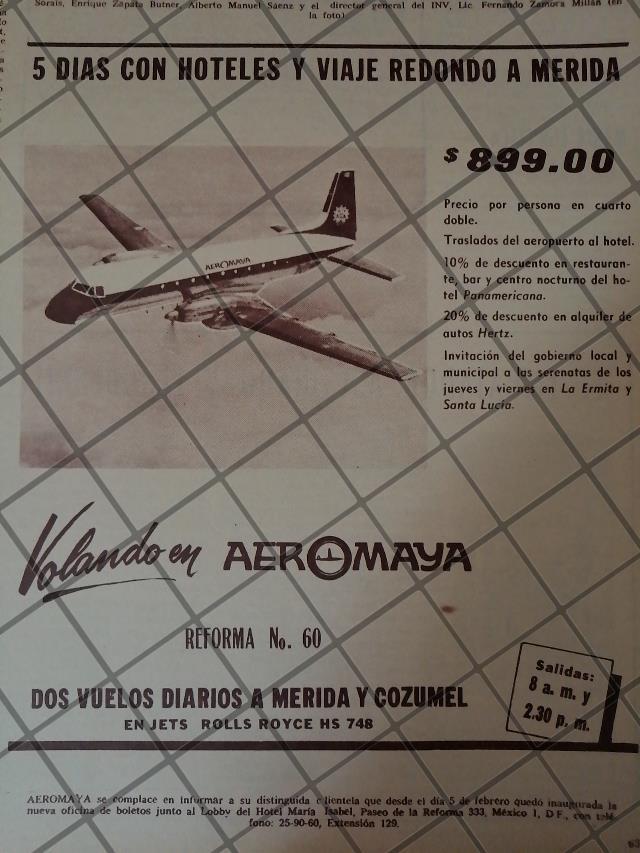 Sorais, Enrique Zapata Butner, Alberto Manuel Sáenz y el director general del INV, Lic. Fernando Zamora Millán (en
la foto)
5 DIAS CON HOTELES Y VIAJE REDONDO A MERIDA
$ 899.00
Precio por persona en cuarto
doble.
Traslados del aeropuerto al hotel.
10% de descuento en restauran-
te, bar y centro nocturno del ho-
tel Panamericana.
20% de descuento en alquiler de
autos Hertz.
Invitación del gobierno local y
municipal a las serenatas de los
jueves y viernes en La Ermita y
Santa Lucía.
AEROMAYA
Volando en AEROMAYA
REFORMA No. 60
DOS VUELOS DIARIOS A MERIDA Y COZUMEL
EN JETS ROLLS ROYCE HS 748
Salidas:
8 a. m. y
2.30 p. m.
AEROMAYA se complace en informar a su distinguida clientela que desde el día 5 de febrero quedó inaugurada la
nueva oficina de boletos junto al Lobby del Hotel María Isabel, Paseo de la Reforma 333, México 1, D.F., con telé-
fono: 25-90-60, Extensión 129.